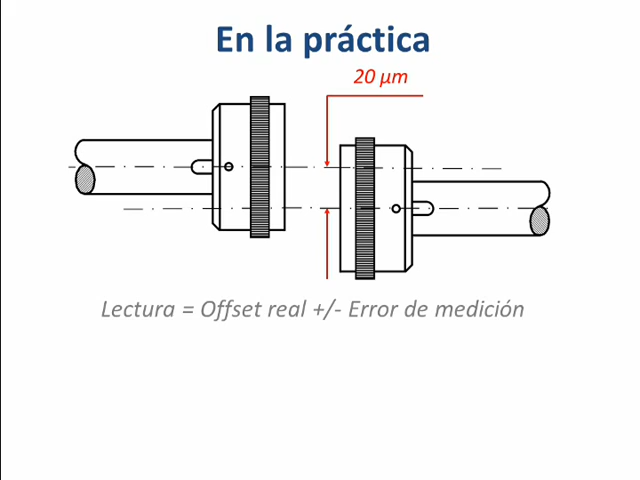 En la práctica
20 µm
Lectura = Offset real +/- Error de medición